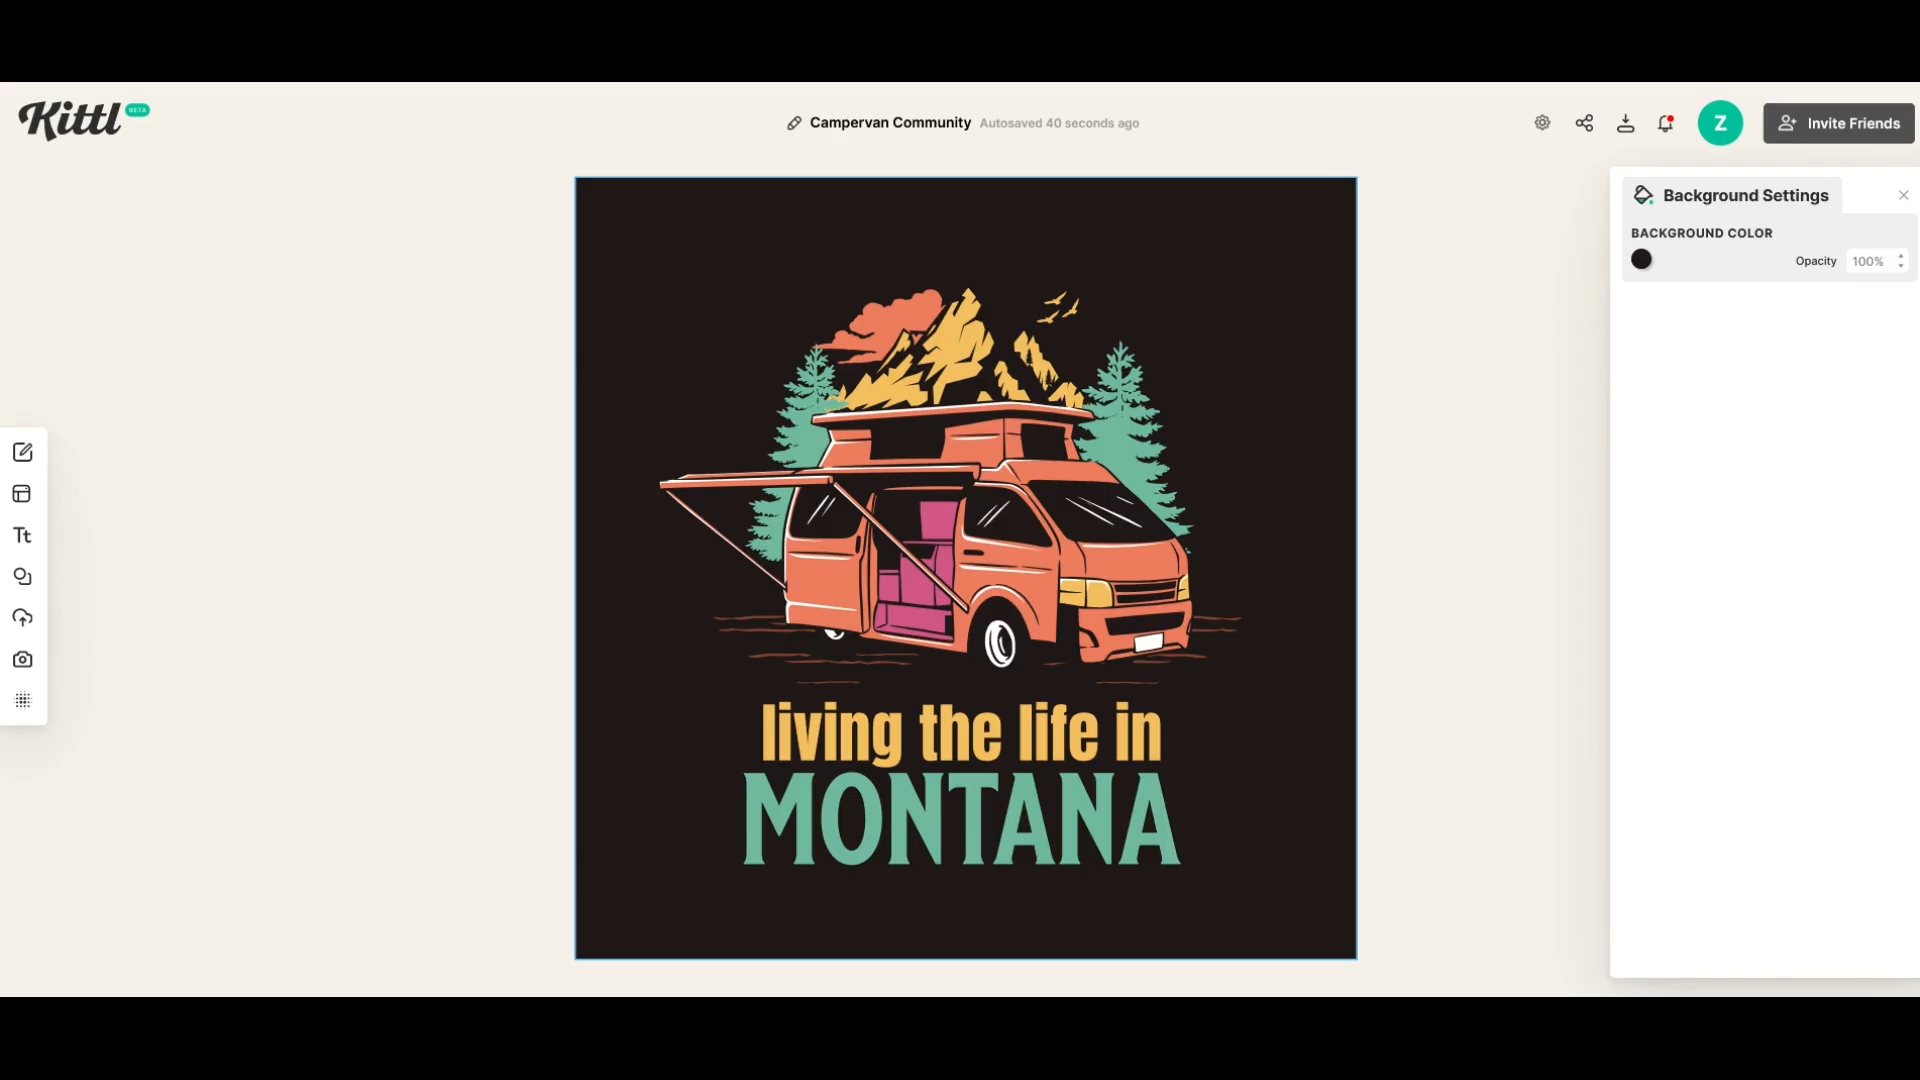 Kittl BETA
Campervan Community Autosaved 40 seconds ago
Z
Invite Friends
Background Settings
BACKGROUND COLOR
Opacity 100%
Tt
living the life in
MONTANA